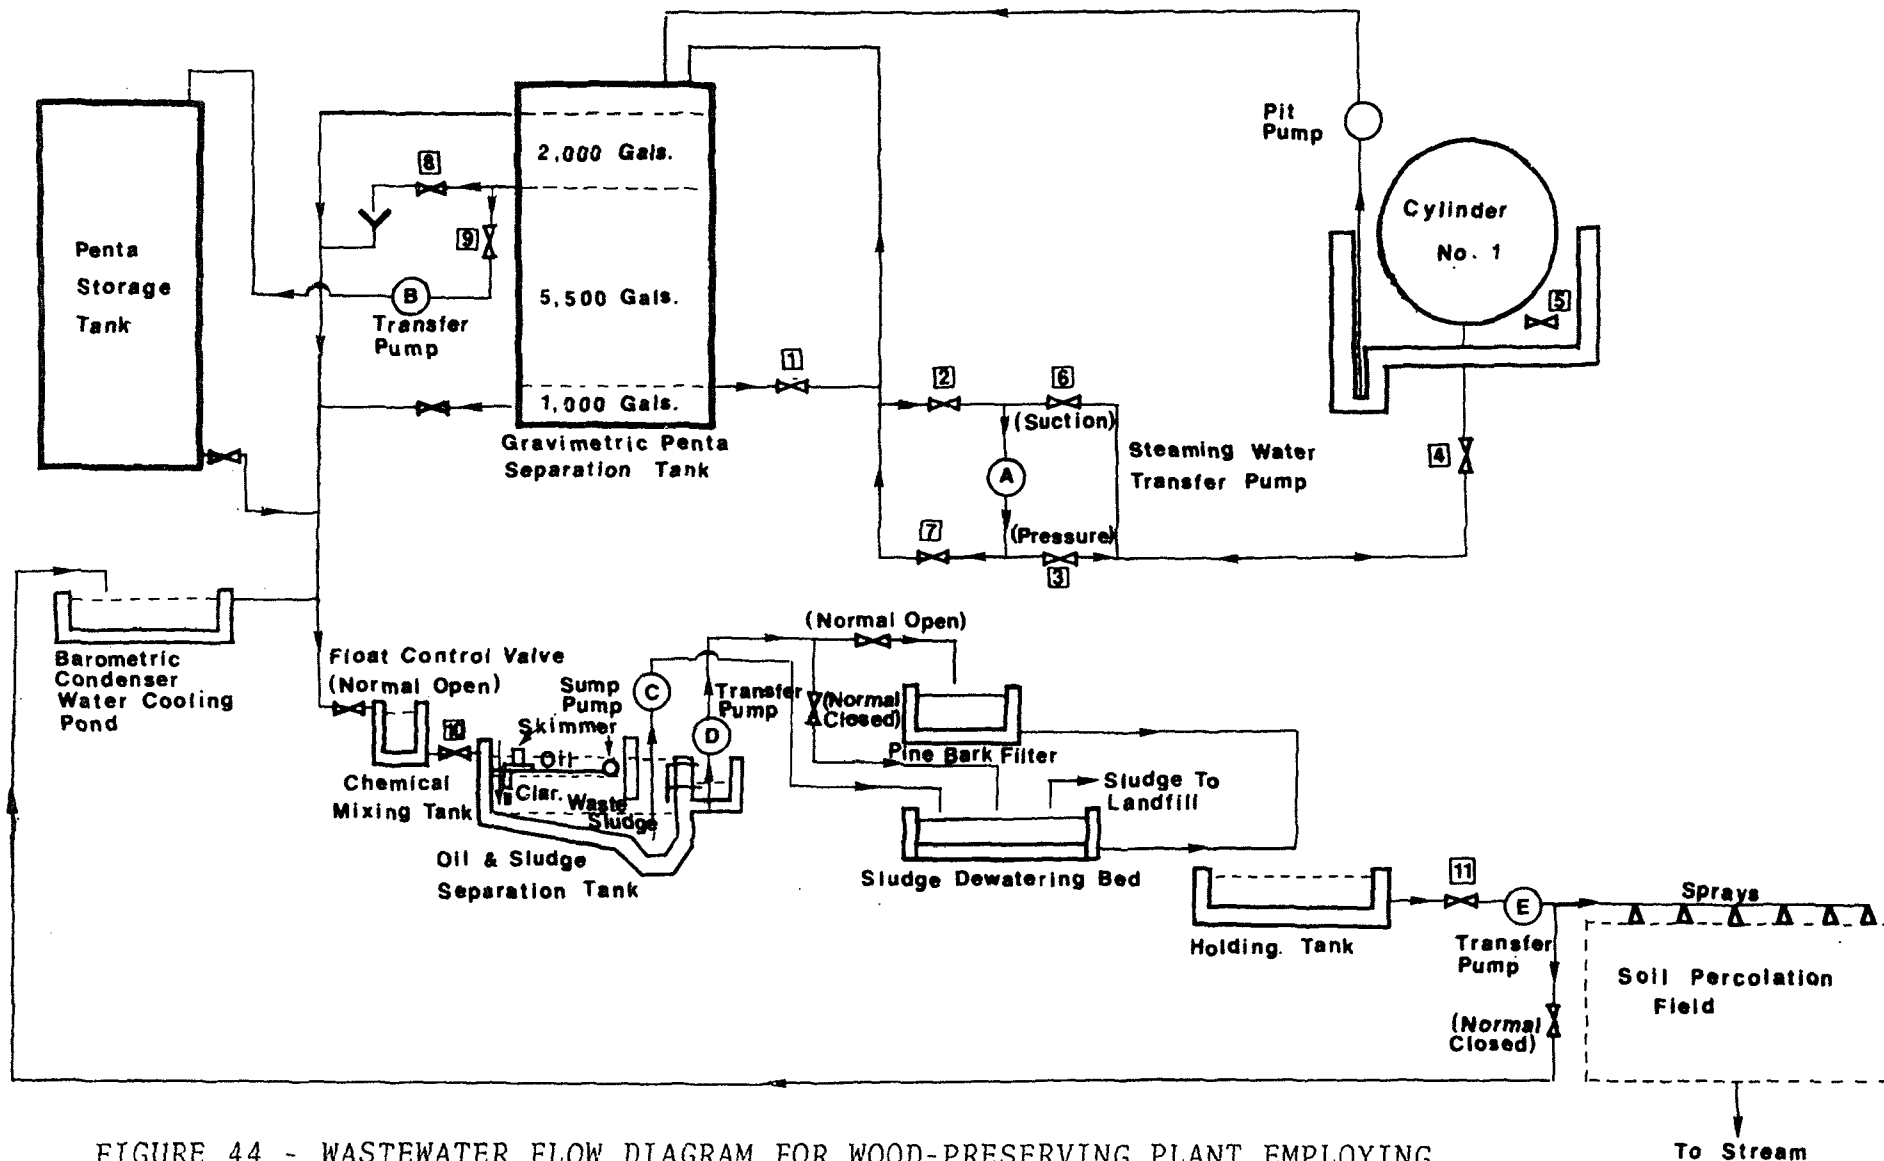 Penta
Storage
Tank
8
9
B
Transfer
Pump
2,000 Gals.
5,500 Gals.
1,000 Gals.
Gravimetric Penta
Separation Tank
1
2
6
(Suction)
A
(Pressure)
7
3
Steaming Water
Transfer Pump
Pit
Pump
Cylinder
No. 1
5
4
Barometric
Condenser
Water Cooling
Pond
Float Control Valve
(Normal Open)
10
Chemical
Mixing Tank
Sump
Pump
C
Skimmer
Oil
Clar.
Waste
Sludge
Oil & Sludge
Separation Tank
Transfer
Pump
D
(Normal Open)
(Normal
Closed)
Pine Bark Filter
Sludge To
Landfill
Sludge Dewatering Bed
Holding. Tank
11
E
Transfer
Pump
Sprays
(Normal
Closed)
Soil Percolation
Field
To Stream
FIGURE 44 - WASTEWATER FLOW DIAGRAM FOR WOOD-PRESERVING PLANT EMPLOYING